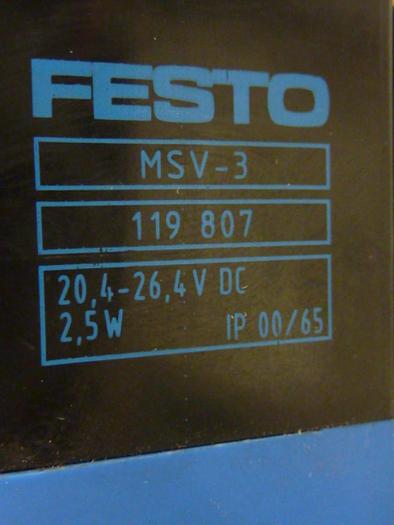 FESTO
MSV-3
119 807
20,4-26,4V DC
2,5W IP 00/65